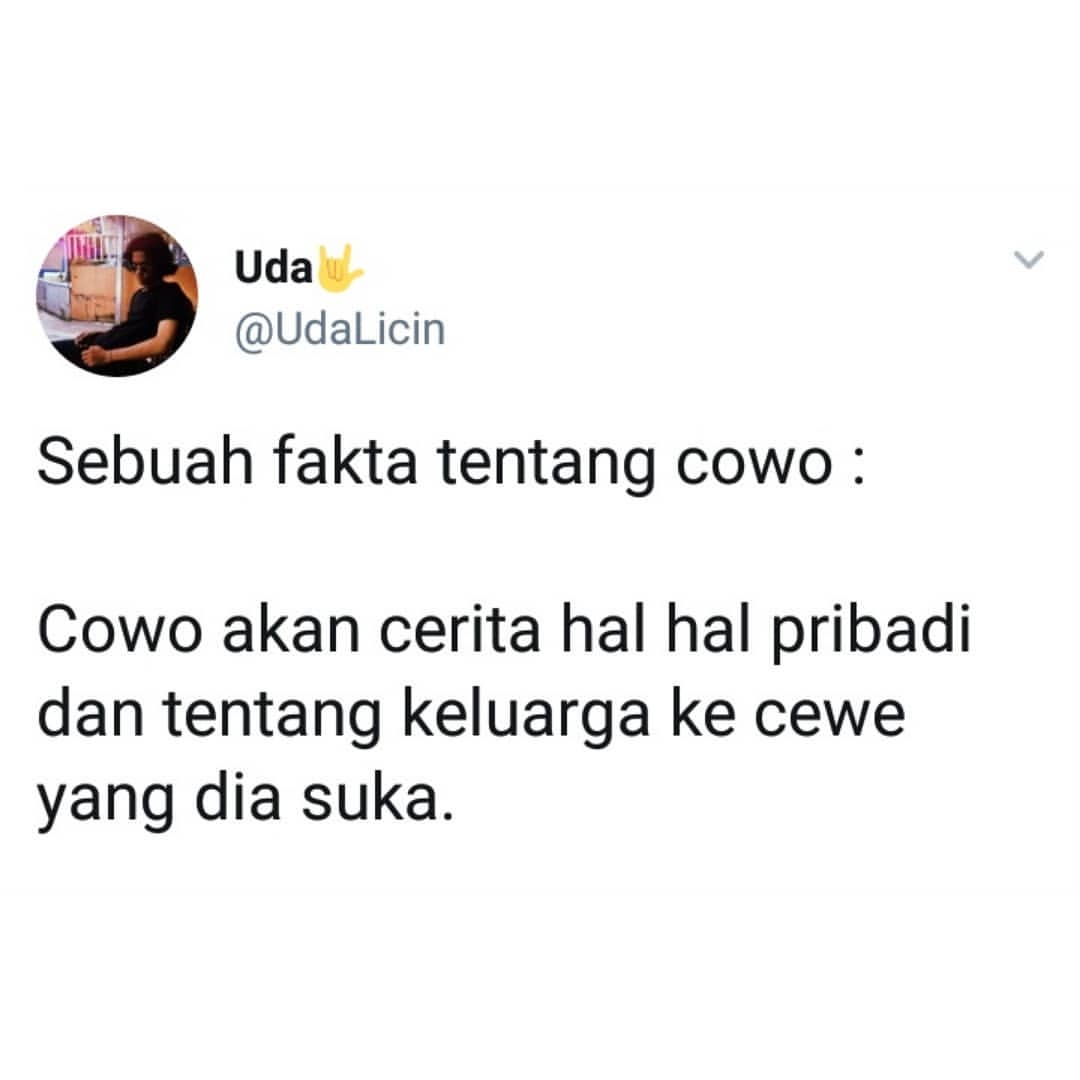 Uda🤟
@UdaLicin
Sebuah fakta tentang cowo :
Cowo akan cerita hal hal pribadi
dan tentang keluarga ke cewe
yang dia suka.